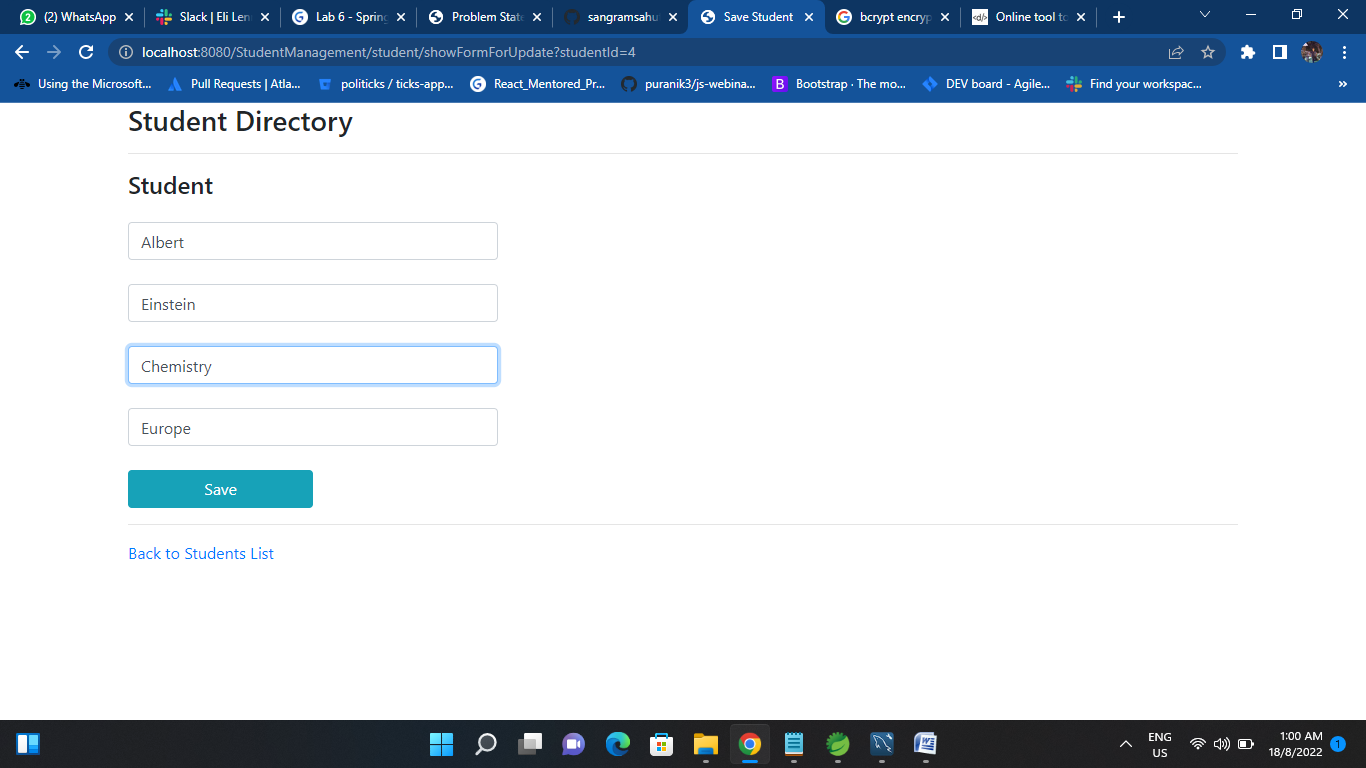 (2) WhatsApp
Slack | Eli Len
Lab 6 - Spring
Problem State
sangramsahu
Save Student
bcrypt encryp
Online tool to
localhost:8080/StudentManagement/student/showFormForUpdate?studentId=4
Using the Microsoft...
Pull Requests | Atla...
politicks / ticks-app...
React_Mentored_Pr...
puranik3/js-webina...
Bootstrap · The mo...
DEV board - Agile...
Find your workspac...
Student Directory
Student
Albert
Einstein
Chemistry
Europe
Save
Back to Students List
ENG
US
1:00 AM
18/8/2022
1